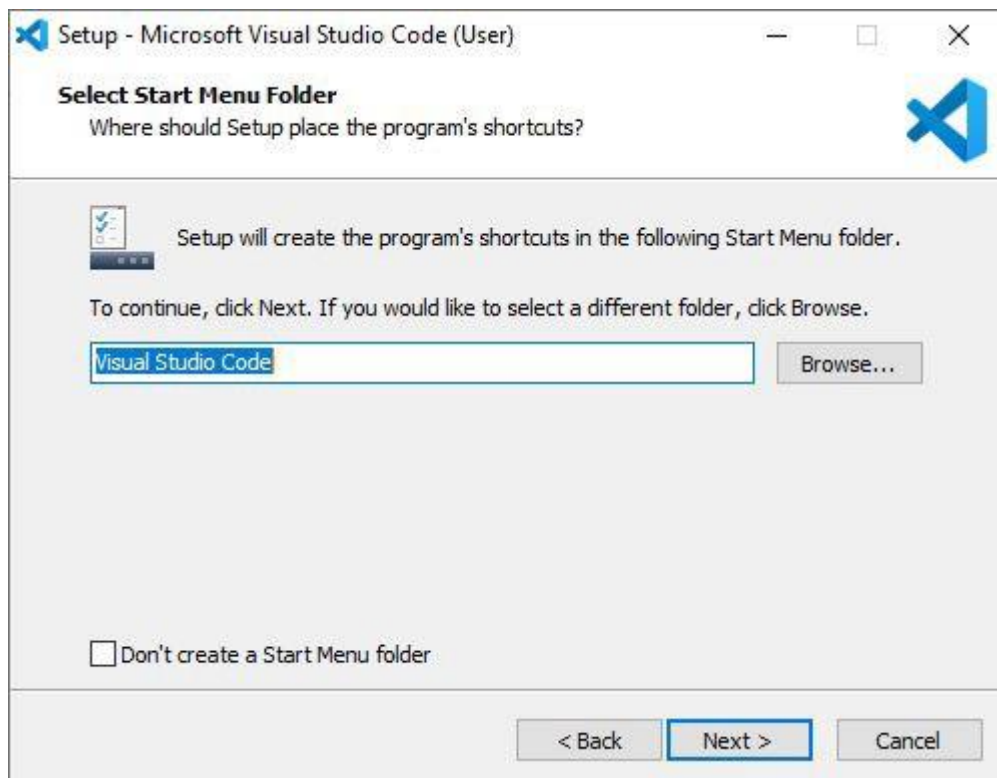 Setup - Microsoft Visual Studio Code (User)
Select Start Menu Folder
Where should Setup place the program's shortcuts?
Setup will create the program's shortcuts in the following Start Menu folder.
To continue, click Next. If you would like to select a different folder, click Browse.
Visual Studio Code
Browse...
Don't create a Start Menu folder
< Back
Next >
Cancel